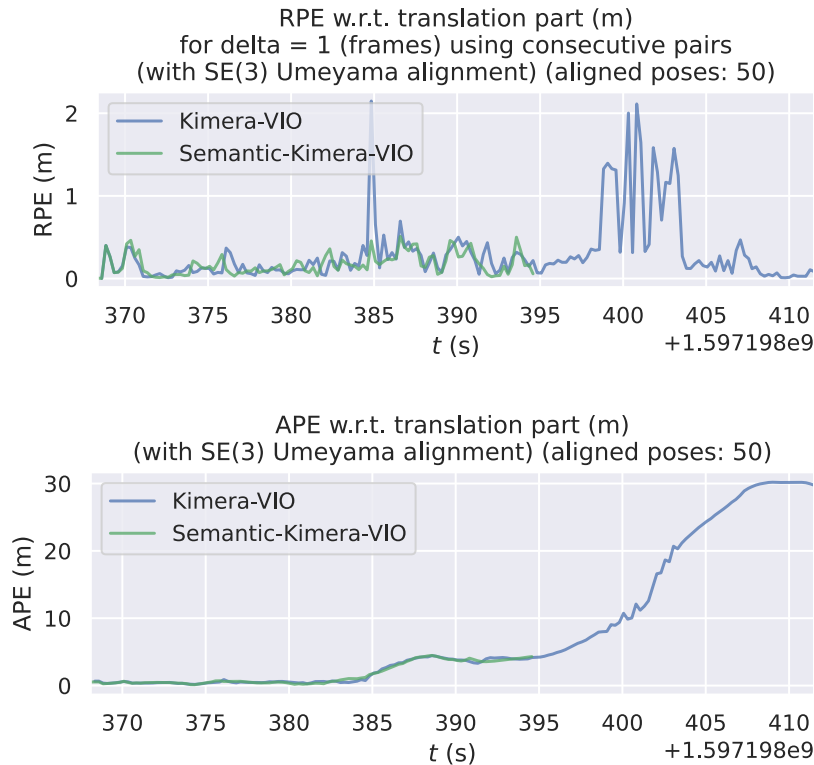 RPE w.r.t. translation part (m)
for delta = 1 (frames) using consecutive pairs
(with SE(3) Umeyama alignment) (aligned poses: 50)
Kimera-VIO
Semantic-Kimera-VIO
RPE (m)
2
1
0
370 375 380 385 390 395 400 405 410
t (s)
+1.597198e9
APE w.r.t. translation part (m)
(with SE(3) Umeyama alignment) (aligned poses: 50)
Kimera-VIO
Semantic-Kimera-VIO
APE (m)
30
20
10
0
370 375 380 385 390 395 400 405 410
t (s)
+1.597198e9